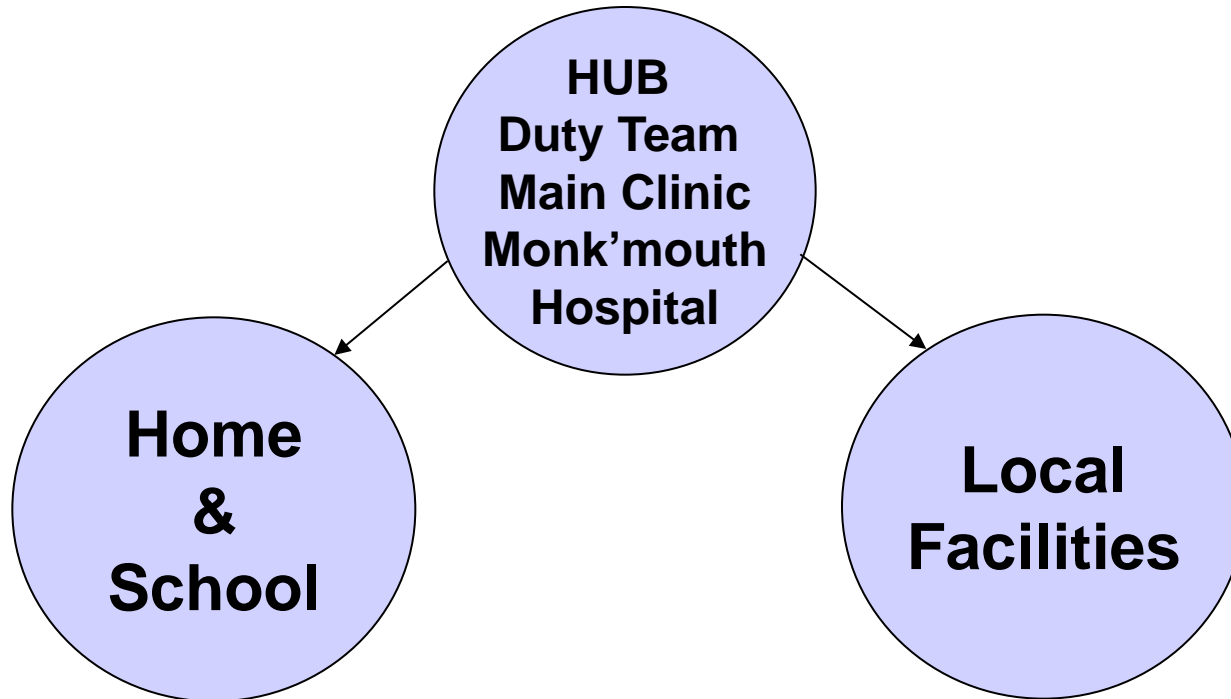 HUB
Duty Team
Main Clinic
Monk’mouth
Hospital
Home
&
School
Local
Facilities